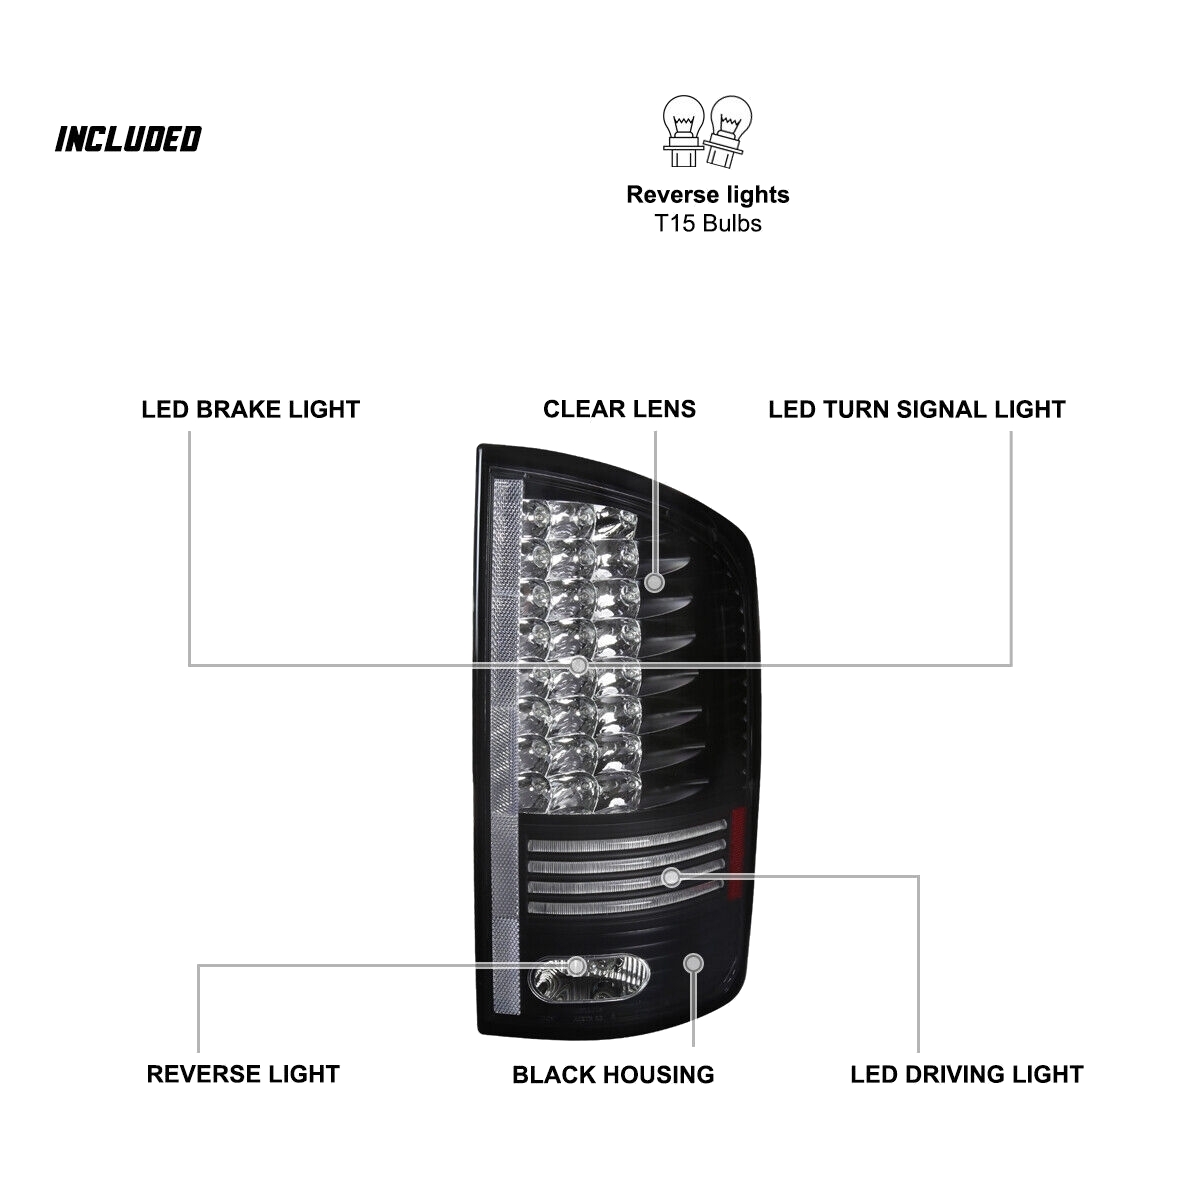 INCLUDED
Reverse lights
T15 Bulbs
LED BRAKE LIGHT
CLEAR LENS
LED TURN SIGNAL LIGHT
REVERSE LIGHT
BLACK HOUSING
LED DRIVING LIGHT